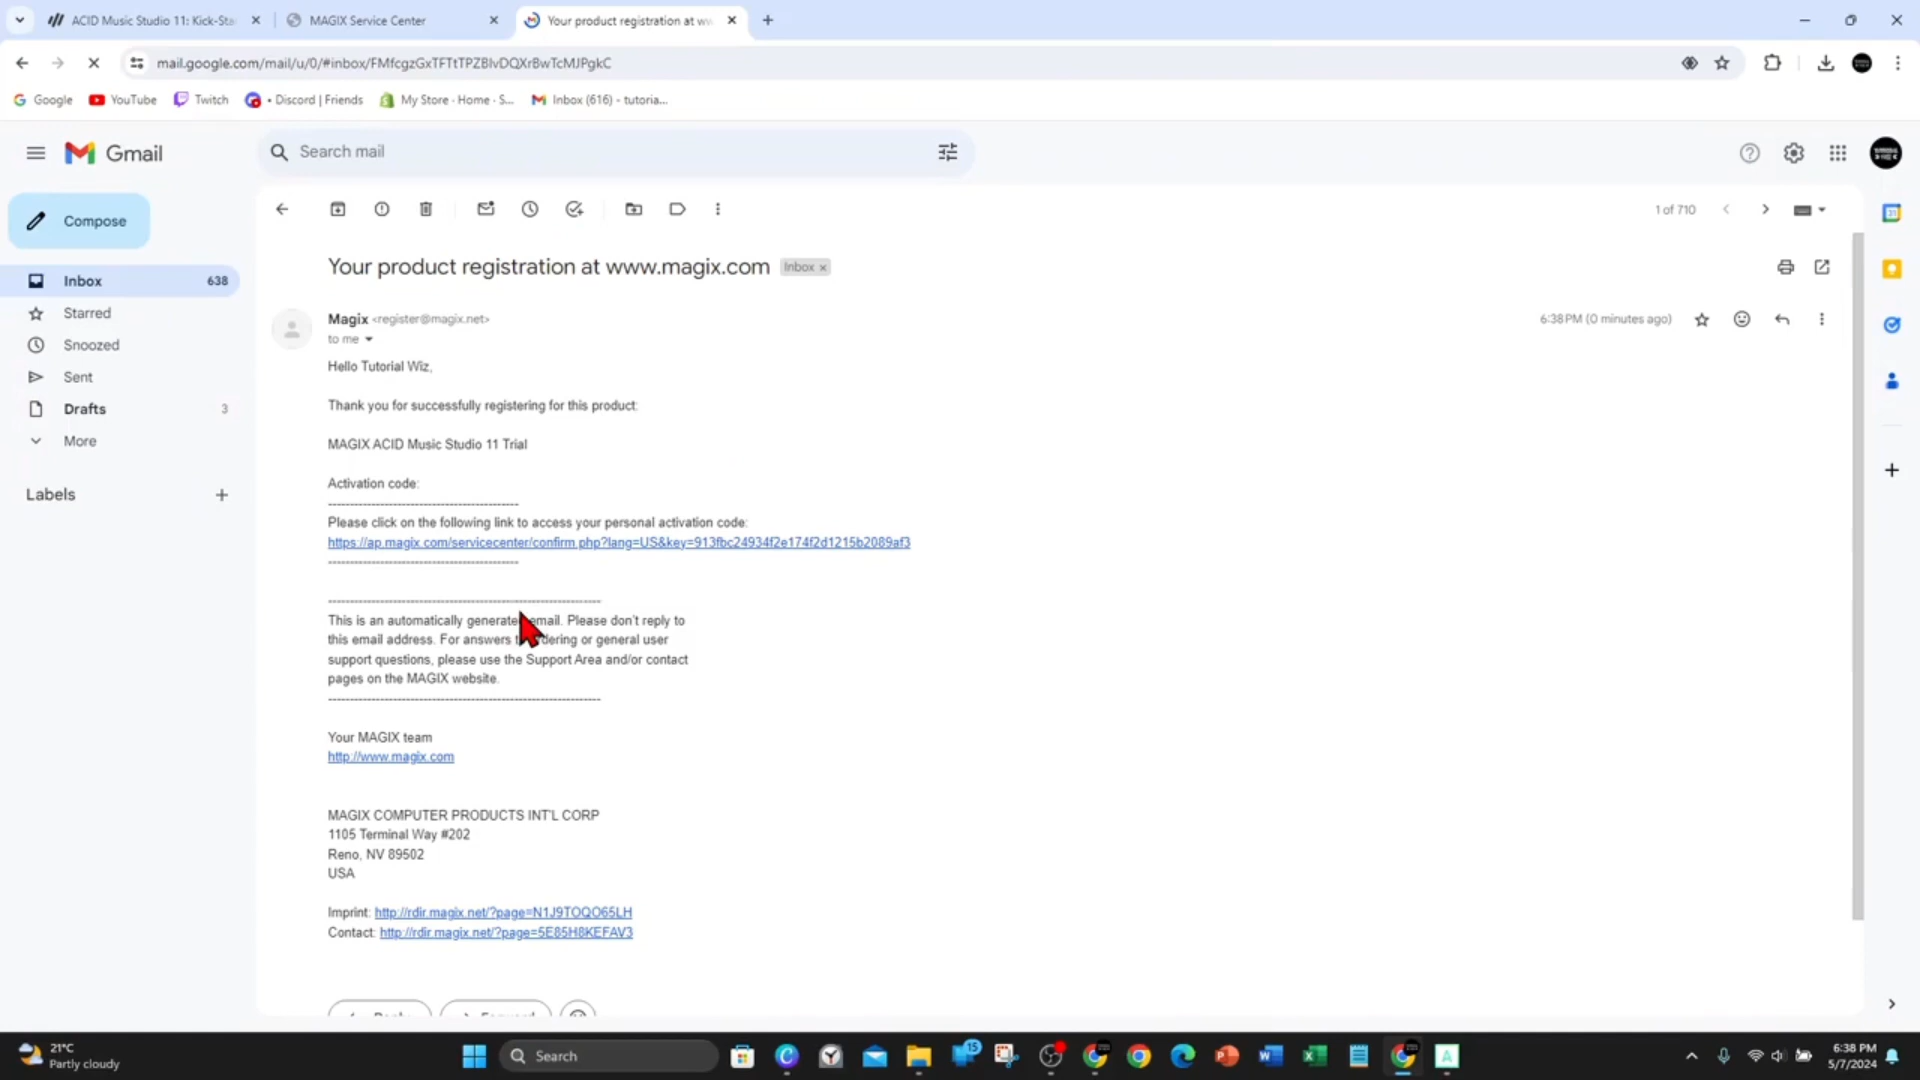 ACID Music Studio 11: Kick-Sta
MAGIX Service Center
Your product registration at ww
mail.google.com/mail/u/0/#inbox/FMfcgzGxTFTtTPZBlvDQXrBwTcMJPgkC
Google
YouTube
Twitch
• Discord | Friends
My Store · Home · S...
Inbox (616) - tutoria...
Gmail
Search mail
Compose
1 of 710
Inbox 638
Starred
Snoozed
Sent
Drafts 3
More
Labels
Your product registration at www.magix.com Inbox x
Magix <register@magix.net>
6:38 PM (0 minutes ago)
to me
Hello Tutorial Wiz,
Thank you for successfully registering for this product:
MAGIX ACID Music Studio 11 Trial
Activation code:
Please click on the following link to access your personal activation code:
https://ap.magix.com/servicecenter/confirm.php?lang=US&key=913fbc24934f2e174f2d1215b2089af3
This is an automatically generated email. Please don't reply to
this email address. For answers to ordering or general user
support questions, please use the Support Area and/or contact
pages on the MAGIX website.
Your MAGIX team
http://www.magix.com
MAGIX COMPUTER PRODUCTS INT'L CORP
1105 Terminal Way #202
Reno, NV 89502
USA
Imprint: http://rdir.magix.net/?page=N1J9TOQO65LH
Contact: http://rdir.magix.net/?page=5E85H8KEFAV3
Reply
Forward
21°C
Partly cloudy
Search
15
6:38 PM
5/7/2024